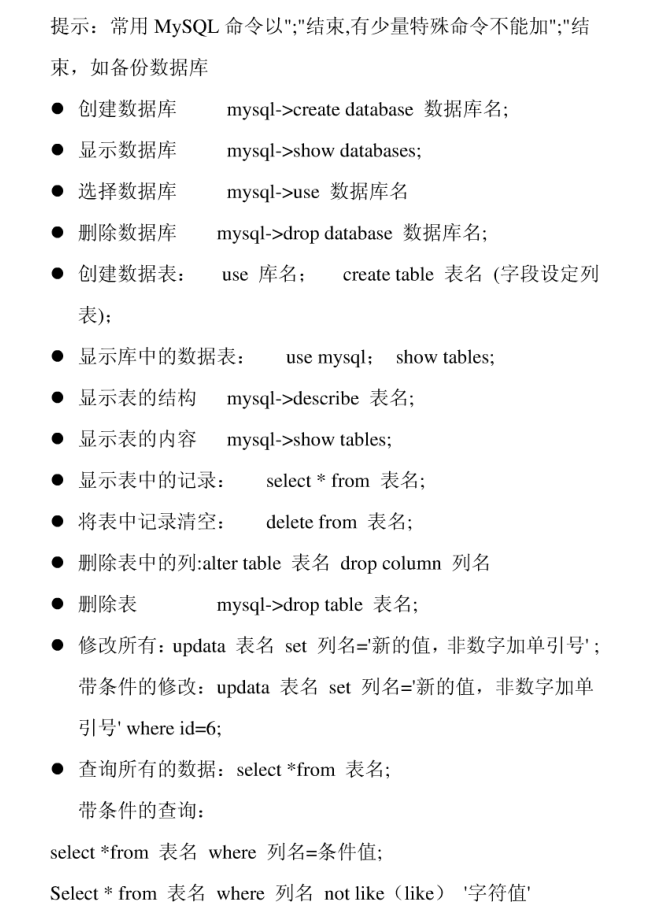 提示：常用 MySQL 命令以";"结束,有少量特殊命令不能加";"结
束，如备份数据库
● 创建数据库 mysql->create database 数据库名;
● 显示数据库 mysql->show databases;
● 选择数据库 mysql->use 数据库名
● 删除数据库 mysql->drop database 数据库名;
● 创建数据表： use 库名； create table 表名 (字段设定列
表)；
● 显示库中的数据表： use mysql； show tables;
● 显示表的结构 mysql->describe 表名;
● 显示表的内容 mysql->show tables;
● 显示表中的记录： select * from 表名;
● 将表中记录清空： delete from 表名;
● 删除表中的列:alter table 表名 drop column 列名
● 删除表 mysql->drop table 表名;
● 修改所有：updata 表名 set 列名='新的值，非数字加单引号' ;
带条件的修改：updata 表名 set 列名='新的值，非数字加单
引号' where id=6;
● 查询所有的数据：select *from 表名;
带条件的查询：
select *from 表名 where 列名=条件值;
Select * from 表名 where 列名 not like（like） '字符值'